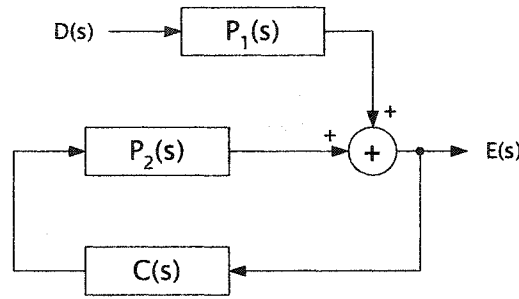 D(s)
P₁(s)
+
+
P₂(s)
+
E(s)
C(s)